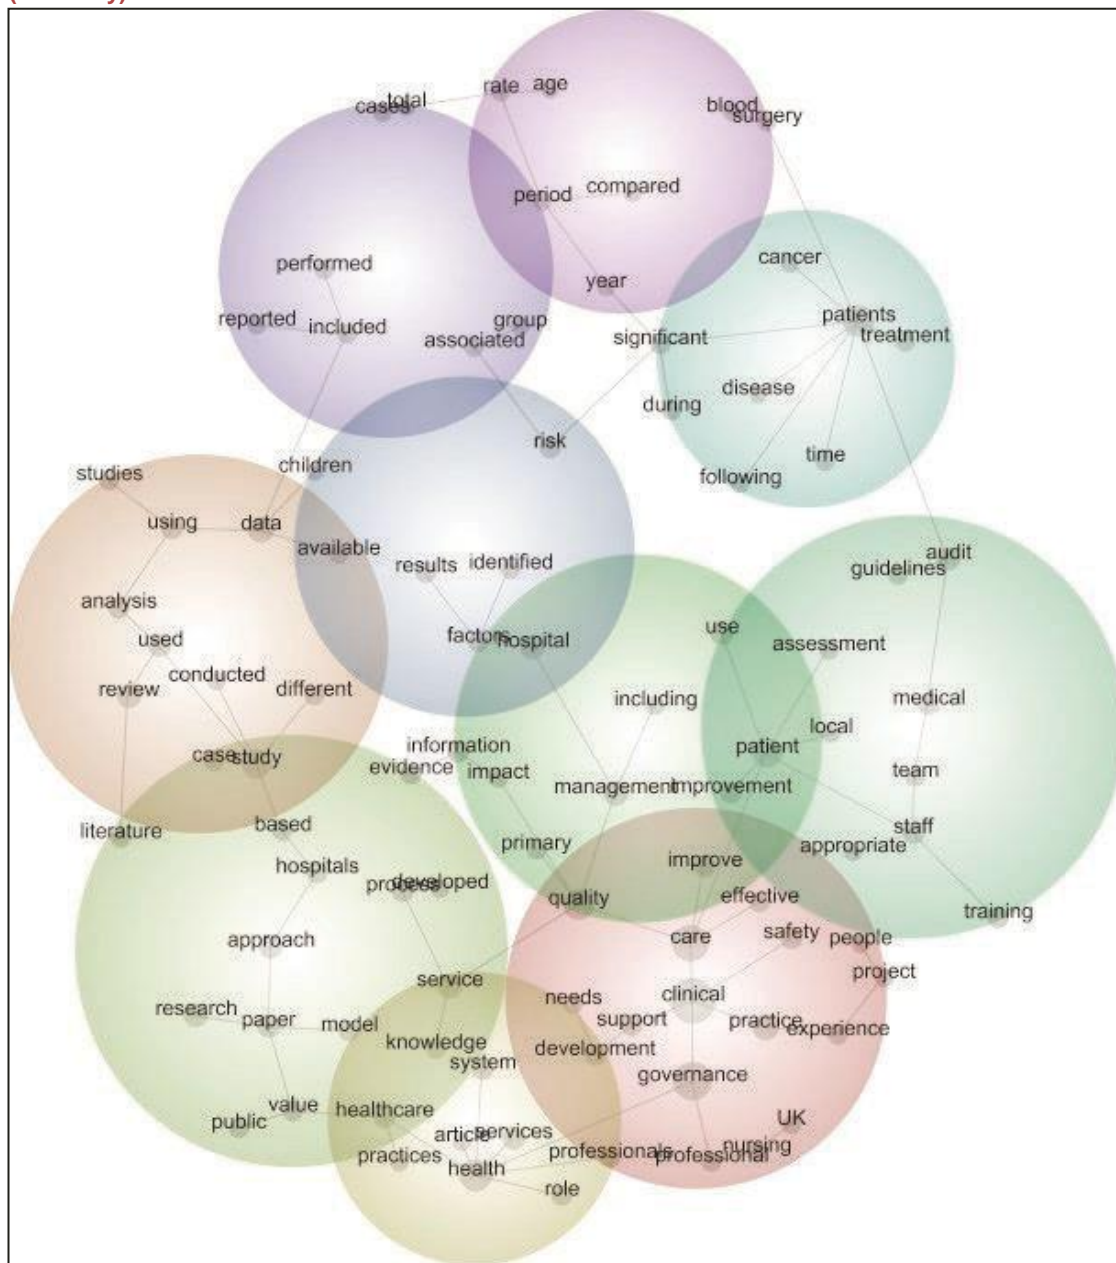 rate
age
total
cases
blood
surgery
period
compared
cancer
performed
year
patients
reported
included
group
associated
significant
treatment
disease
during
risk
time
studies
children
following
using
data
available
results
identified
audit
guidelines
analysis
used
factors
hospital
use
assessment
conducted
review
different
including
medical
local
case
study
information
evidence
impact
patient
management
improvement
team
literature
based
primary
staff
improve
appropriate
hospitals
process
developed
quality
effective
training
approach
care
safety
people
service
clinical
project
research
paper
model
needs
support
practice
experience
knowledge
system
development
governance
public
value
healthcare
article
services
UK
practices
health
professionals
professional
nursing
role